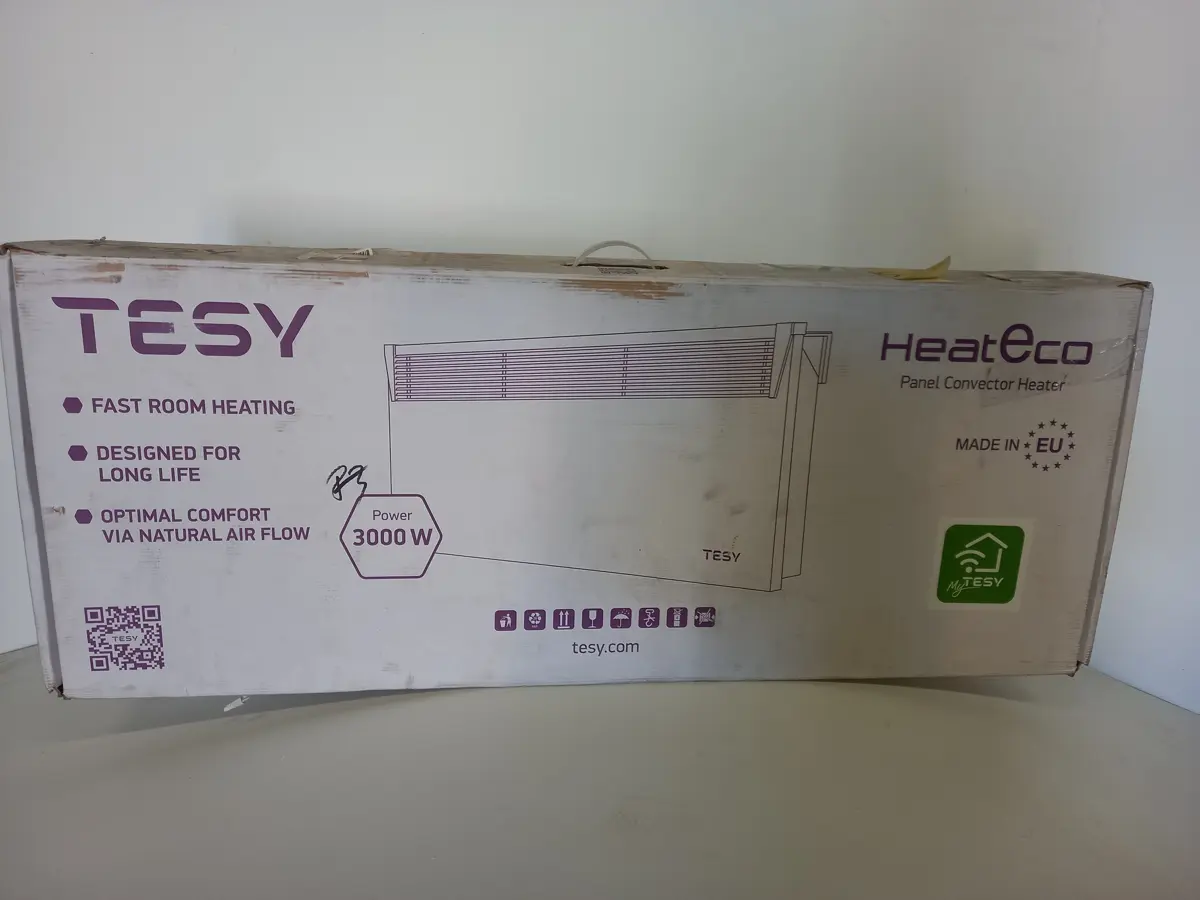 TESY
FAST ROOM HEATING
DESIGNED FOR
LONG LIFE
OPTIMAL COMFORT
VIA NATURAL AIR FLOW
Power
3000 W
TESY
TESY
tesy.com
Heateco
Panel Convector Heater
MADE IN EU
My TESY